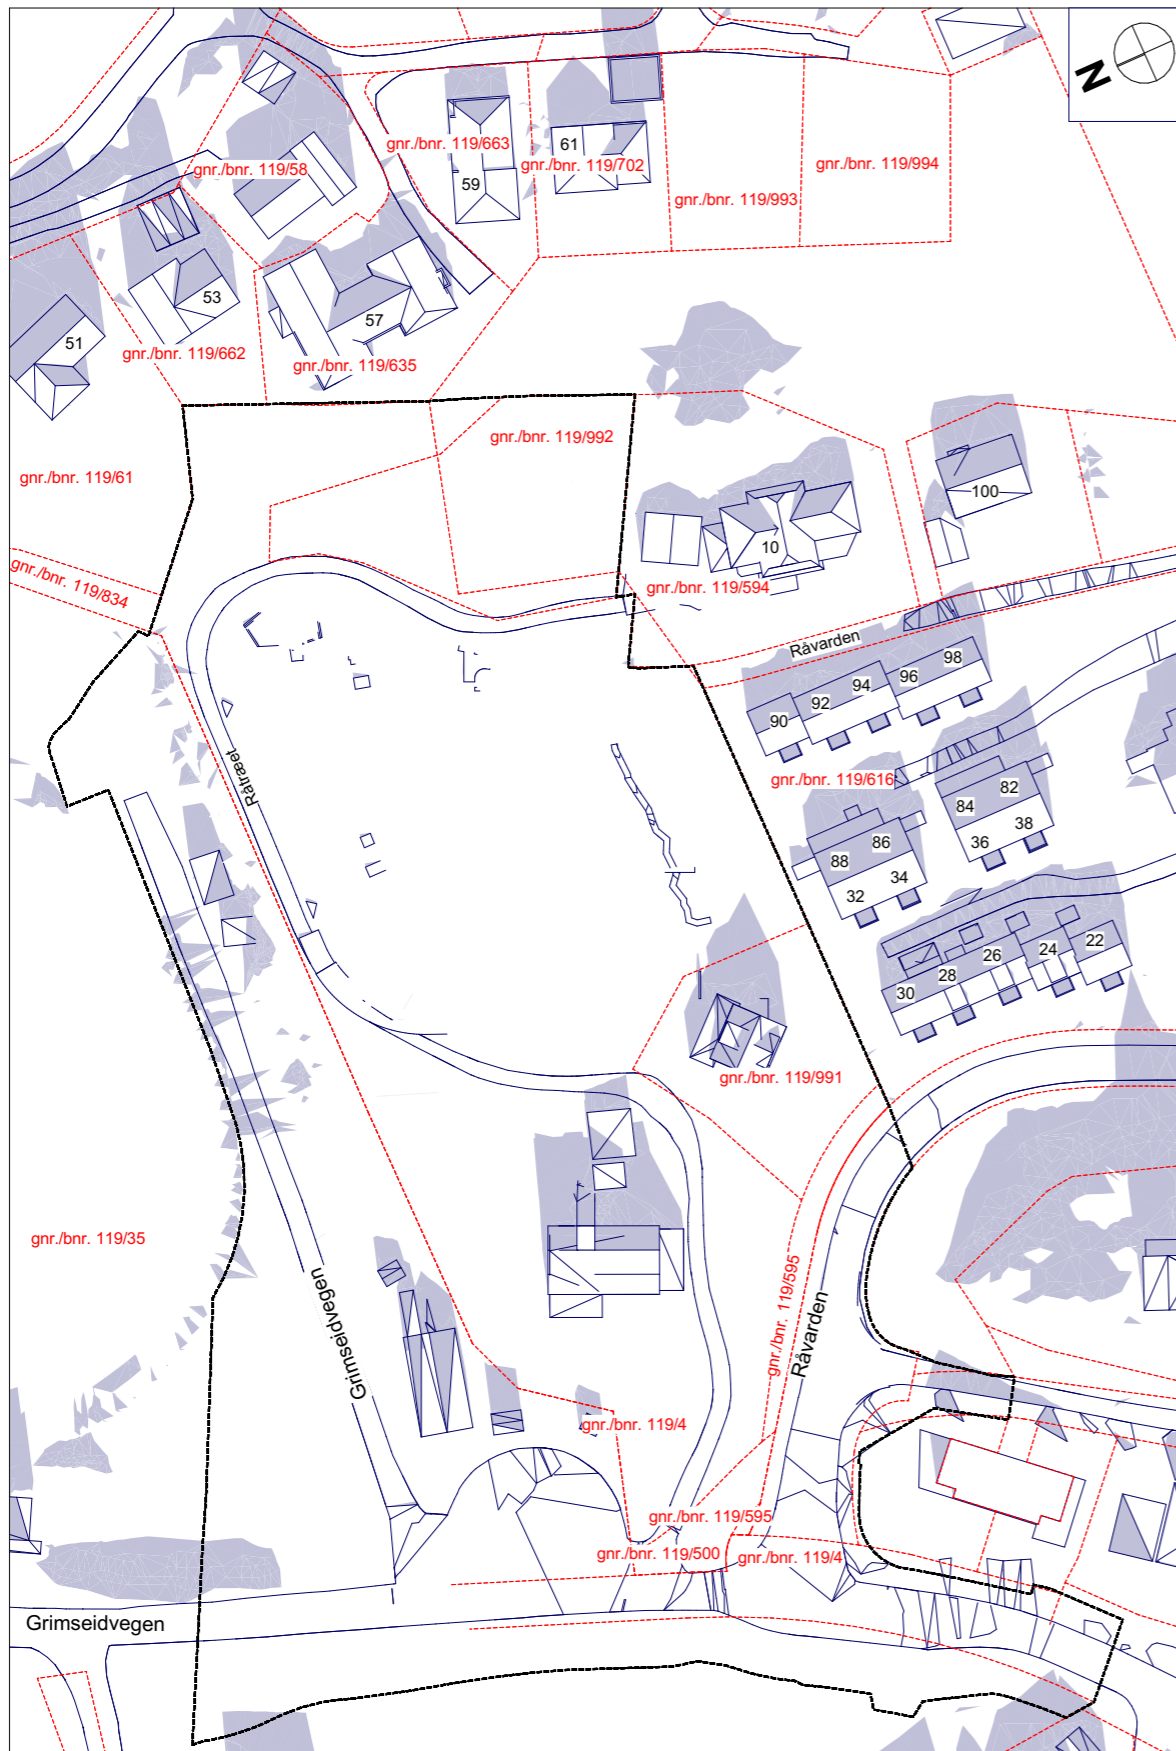 N
gnr./bnr. 119/663
61
gnr./bnr. 119/702
gnr./bnr. 119/994
gnr./bnr. 119/58
59
gnr./bnr. 119/993
53
57
51
gnr./bnr. 119/662
gnr./bnr. 119/635
gnr./bnr. 119/992
gnr./bnr. 119/61
100
10
gnr./bnr. 119/834
gnr./bnr. 119/594
Råvarden
98
96
94
92
90
Råtræet
gnr./bnr. 119/616
82
84
38
36
86
88
34
32
22
24
26
28
30
gnr./bnr. 119/991
gnr./bnr. 119/35
gnr./bnr. 119/595
Råvarden
Grimseidvegen
gnr./bnr. 119/4
gnr./bnr. 119/595
gnr./bnr. 119/500
gnr./bnr. 119/4
Grimseidvegen